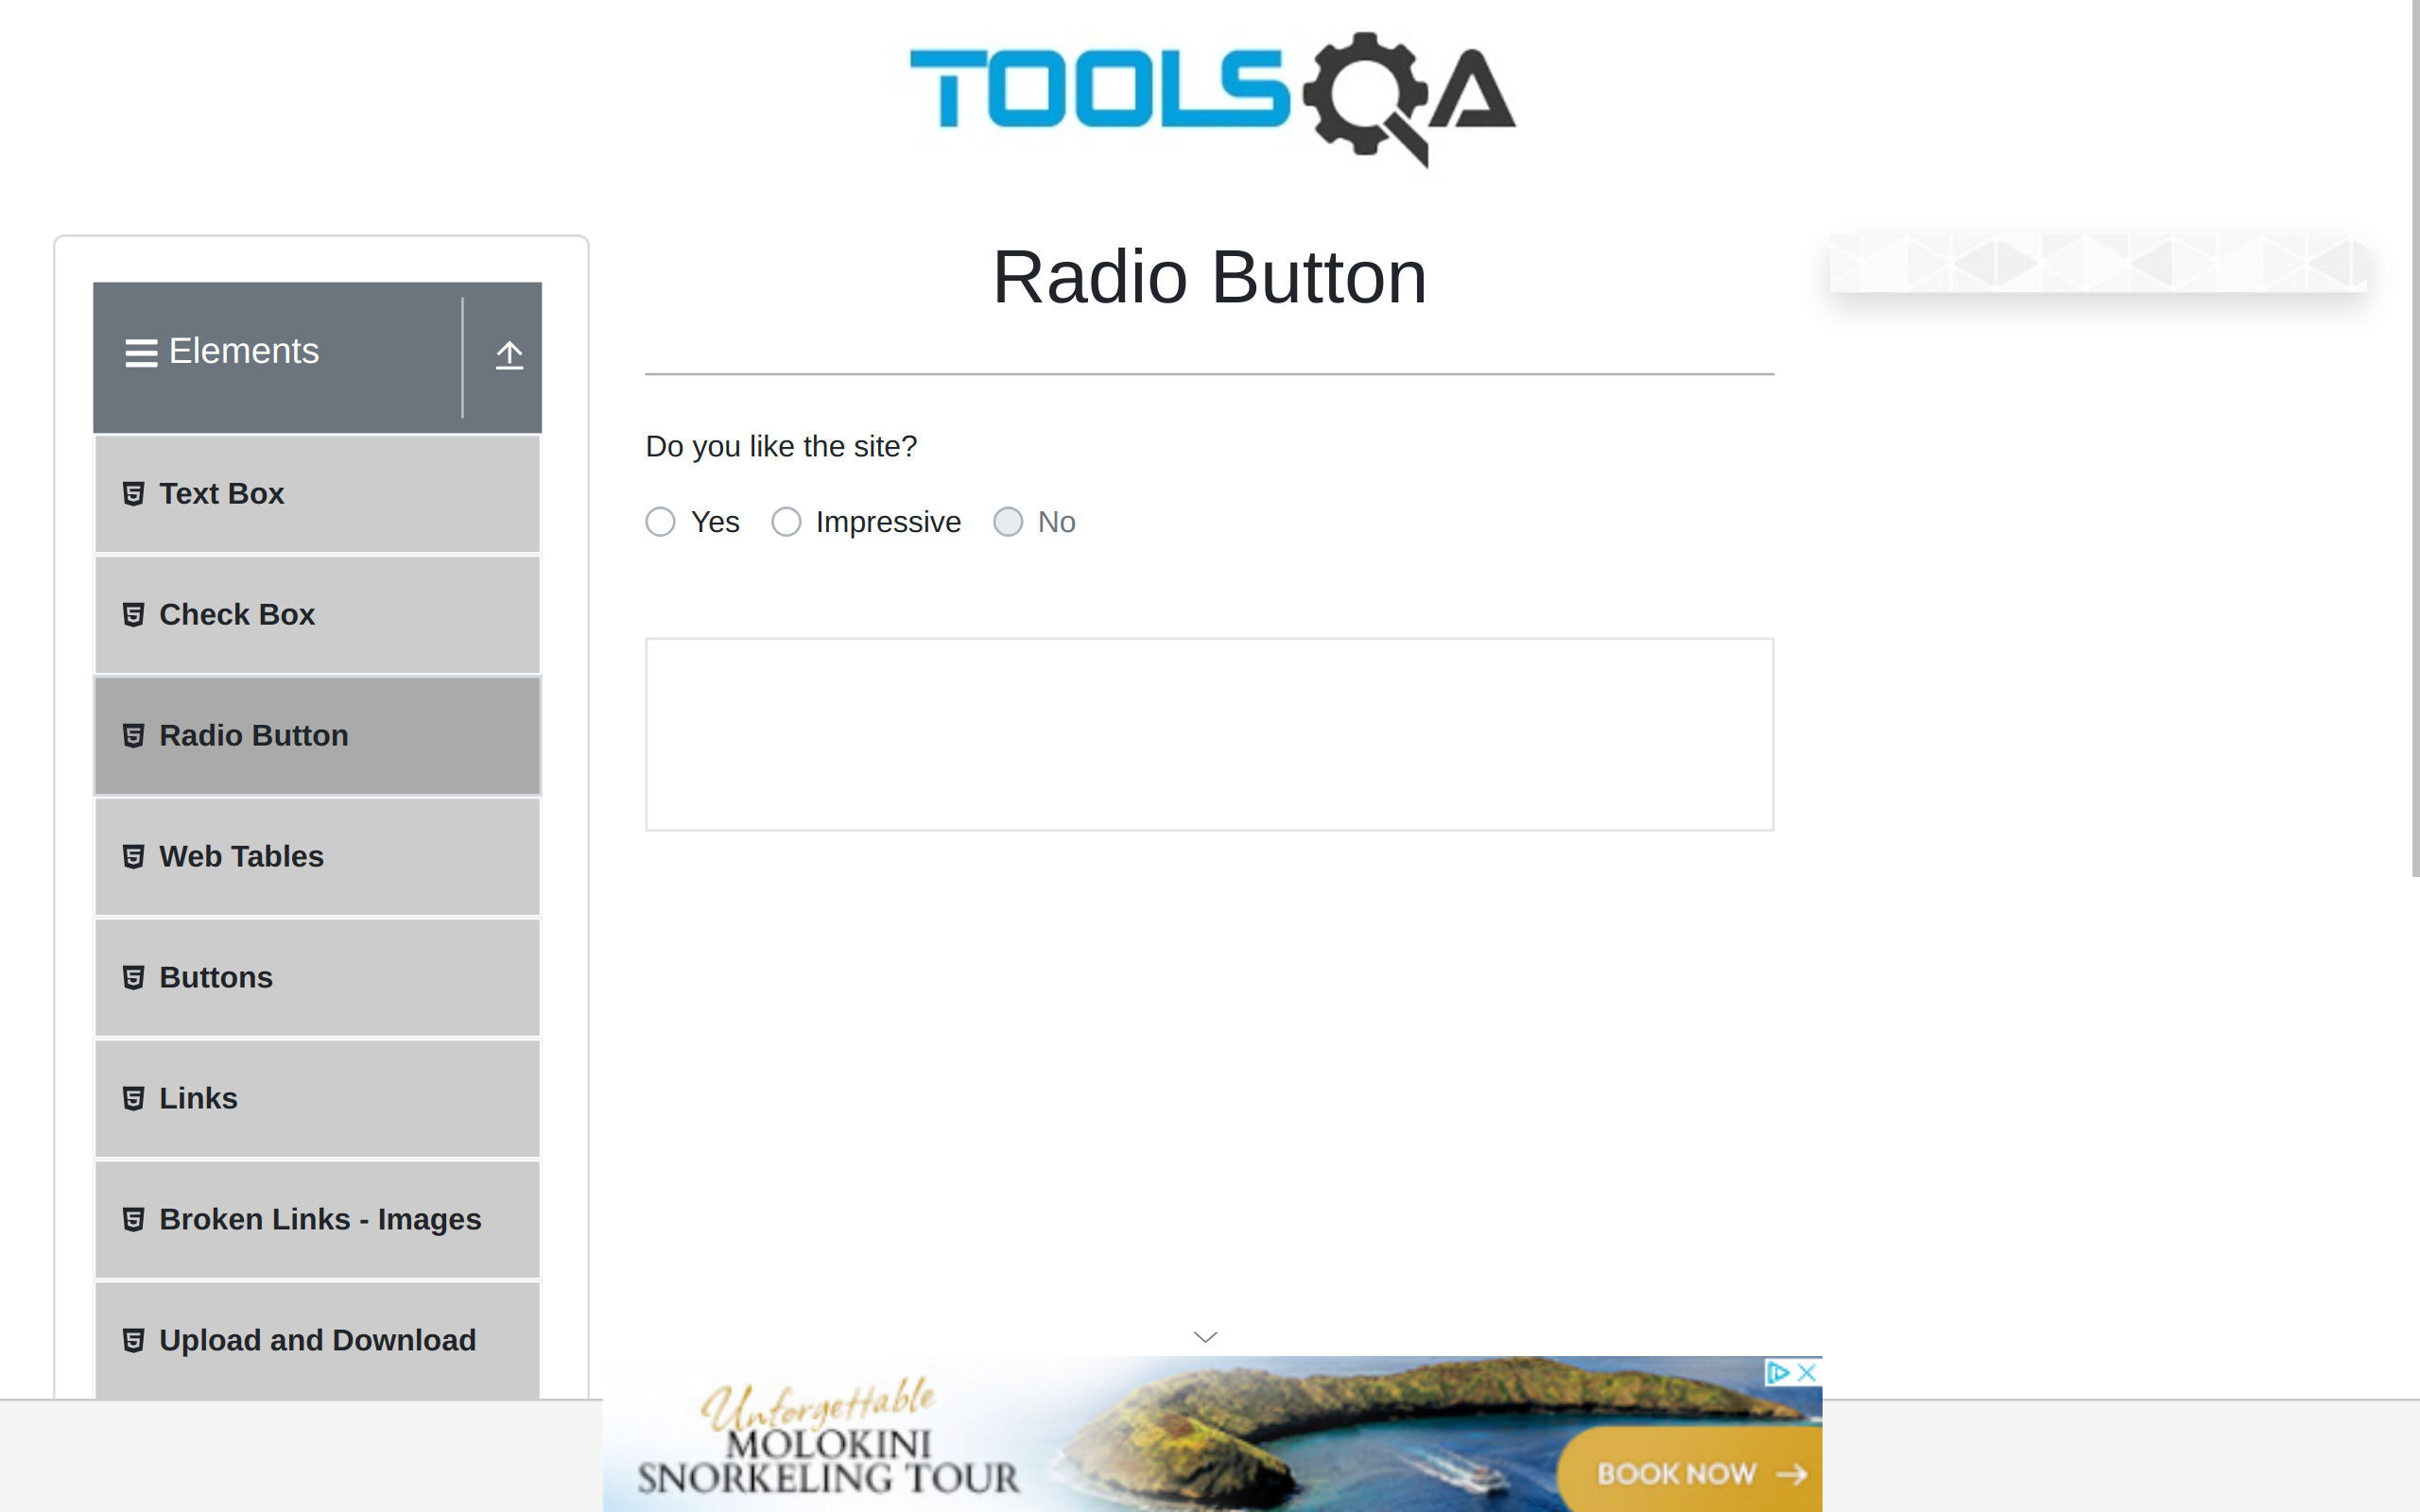 TOOLSQA
Radio Button
Elements
Text Box
Check Box
Radio Button
Web Tables
Buttons
Links
Broken Links - Images
Upload and Download
Do you like the site?
Yes Impressive No
Unforgettable
MOLOKINI
SNORKELING TOUR
BOOK NOW